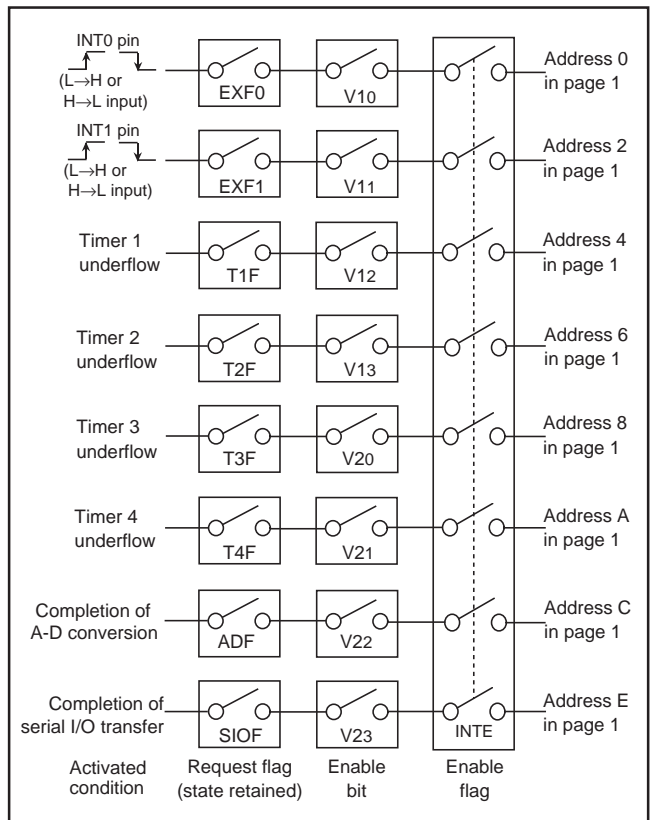 INT0 pin
(L→H or
H→L input)
EXF0
V10
Address 0
in page 1
INT1 pin
(L→H or
H→L input)
EXF1
V11
Address 2
in page 1
Timer 1
underflow
T1F
V12
Address 4
in page 1
Timer 2
underflow
T2F
V13
Address 6
in page 1
Timer 3
underflow
T3F
V20
Address 8
in page 1
Timer 4
underflow
T4F
V21
Address A
in page 1
Completion of
A-D conversion
ADF
V22
Address C
in page 1
Completion of
serial I/O transfer
SIOF
V23
INTE
Address E
in page 1
Activated
condition
Request flag
(state retained)
Enable
bit
Enable
flag